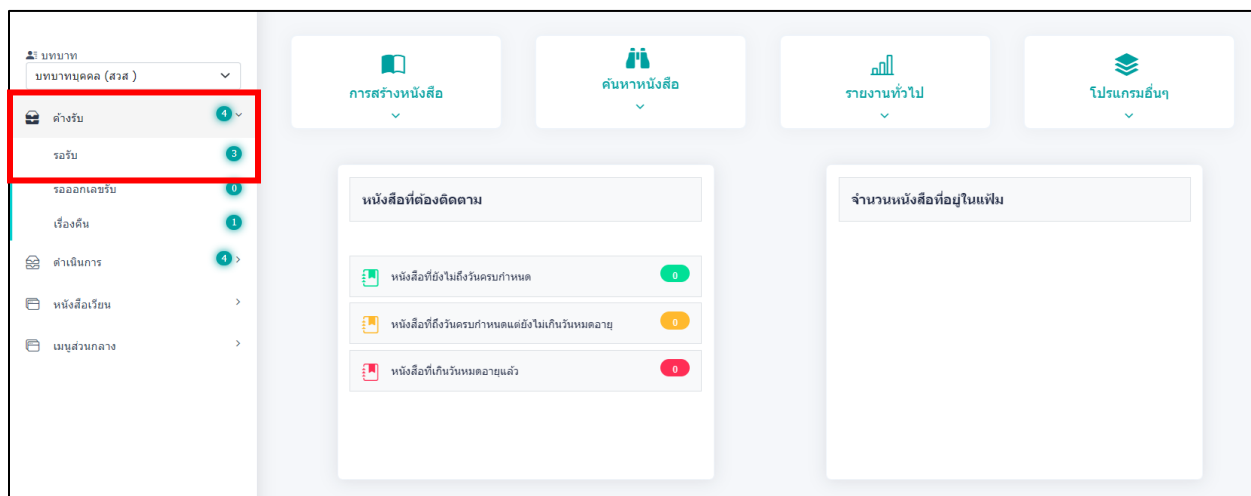 บทบาท
บทบาทบุคคล (สวส )
ค้างรับ 4
รอรับ 3
รอออกเลขรับ 0
เรื่องคืน 1
ดำเนินการ 4
หนังสือเวียน
เมนูส่วนกลาง
การสร้างหนังสือ
ค้นหาหนังสือ
รายงานทั่วไป
โปรแกรมอื่นๆ
หนังสือที่ต้องติดตาม
หนังสือที่ยังไม่ถึงวันครบกำหนด 0
หนังสือที่ถึงวันครบกำหนดแต่ยังไม่เกินวันหมดอายุ 0
หนังสือที่เกินวันหมดอายุแล้ว 0
จำนวนหนังสือที่อยู่ในแฟ้ม